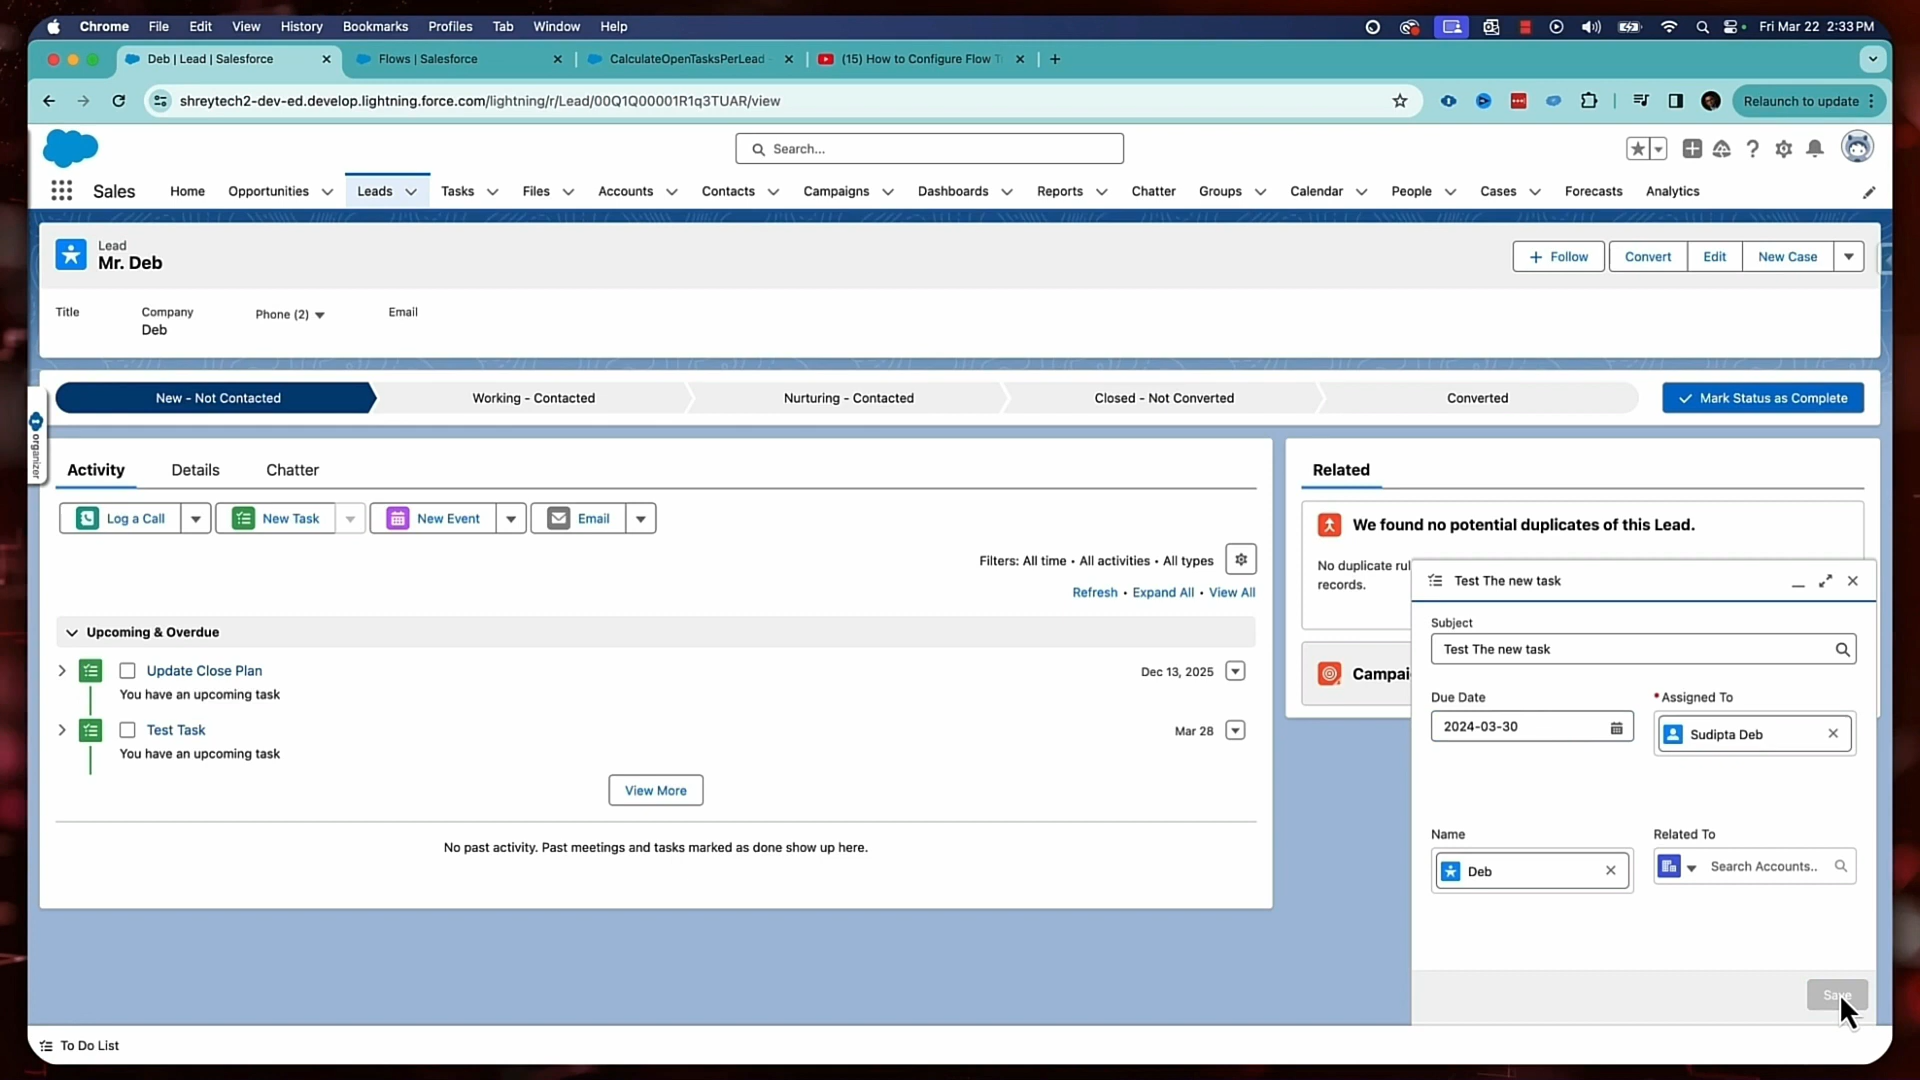 Chrome File Edit View History Bookmarks Profiles Tab Window Help Fri Mar 22 2:33 PM
Deb | Lead | Salesforce Flows | Salesforce CalculateOpenTasksPerLead (15) How to Configure Flow T
shreytech2-dev-ed.develop.lightning.force.com/lightning/r/Lead/00Q1Q00001R1q3TUAR/view Relaunch to update
Search...
Sales Home Opportunities Leads Tasks Files Accounts Contacts Campaigns Dashboards Reports Chatter Groups Calendar People Cases Forecasts Analytics
Lead
Mr. Deb
+ Follow Convert Edit New Case
Title Company Phone (2) Email
Deb
New - Not Contacted Working - Contacted Nurturing - Contacted Closed - Not Converted Converted Mark Status as Complete
organizer
Activity Details Chatter
Log a Call New Task New Event Email
Filters: All time • All activities • All types
Refresh • Expand All • View All
Upcoming & Overdue
Update Close Plan Dec 13, 2025
You have an upcoming task
Test Task Mar 28
You have an upcoming task
View More
No past activity. Past meetings and tasks marked as done show up here.
Related
We found no potential duplicates of this Lead.
No duplicate rul
records.
Campai
Test The new task
Subject
Test The new task
Due Date *Assigned To
2024-03-30 Sudipta Deb
Name Related To
Deb Search Accounts..
Save
To Do List